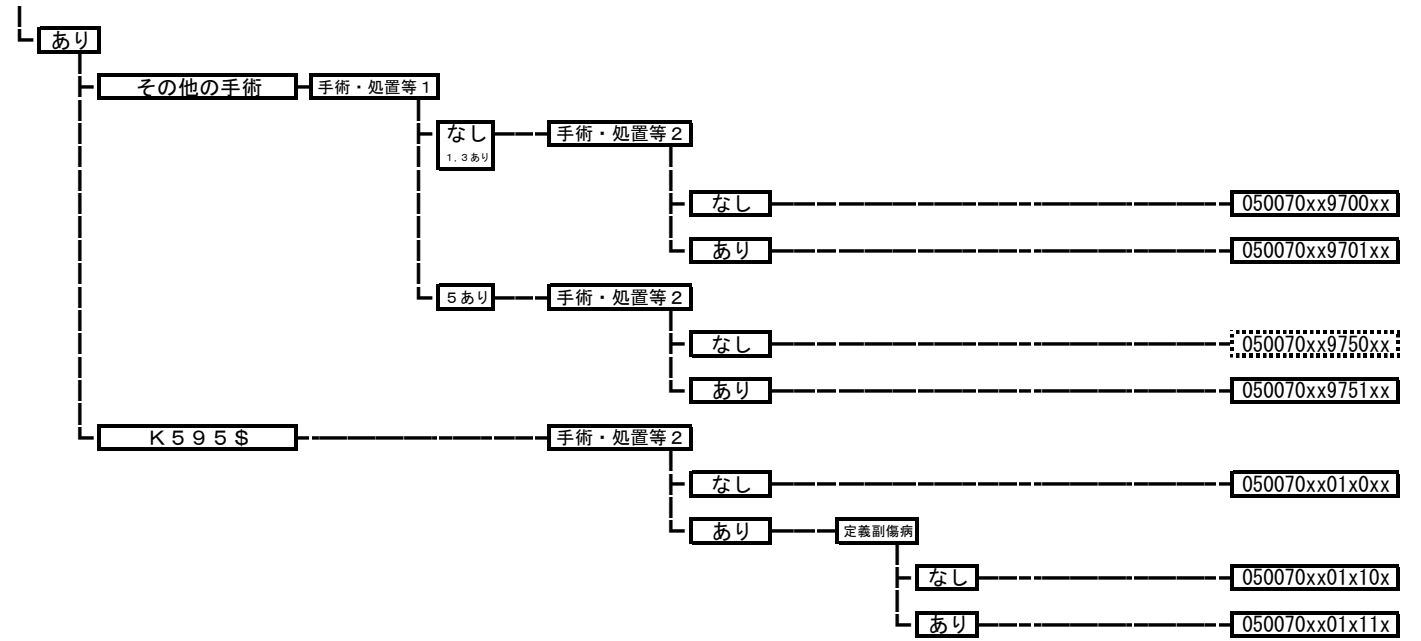 あり
その他の手術
手術・処置等1
なし
1,3あり
手術・処置等2
なし
050070xx9700xx
あり
050070xx9701xx
5あり
手術・処置等2
なし
050070xx9750xx
あり
050070xx9751xx
K595$
手術・処置等2
なし
050070xx01x0xx
あり
定義副傷病
なし
050070xx01x10x
あり
050070xx01x11x